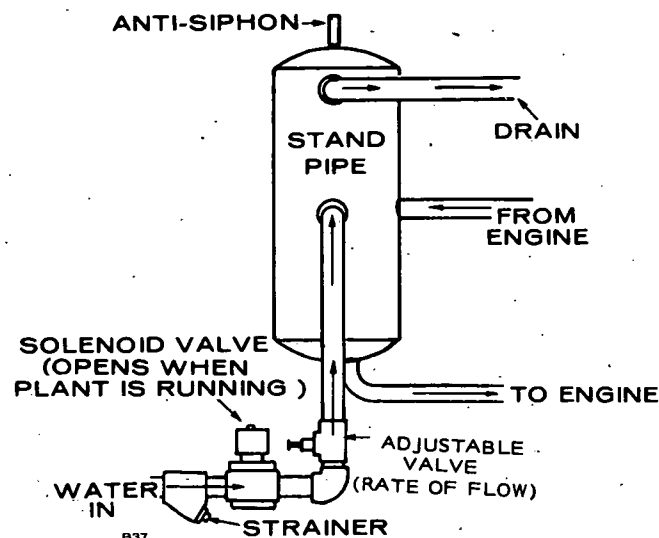 ANTI-SIPHON
DRAIN
STAND
PIPE
FROM
ENGINE
SOLENOID VALVE
(OPENS WHEN
PLANT IS RUNNING)
TO ENGINE
ADJUSTABLE
VALVE
(RATE OF FLOW)
WATER
IN
STRAINER
B37